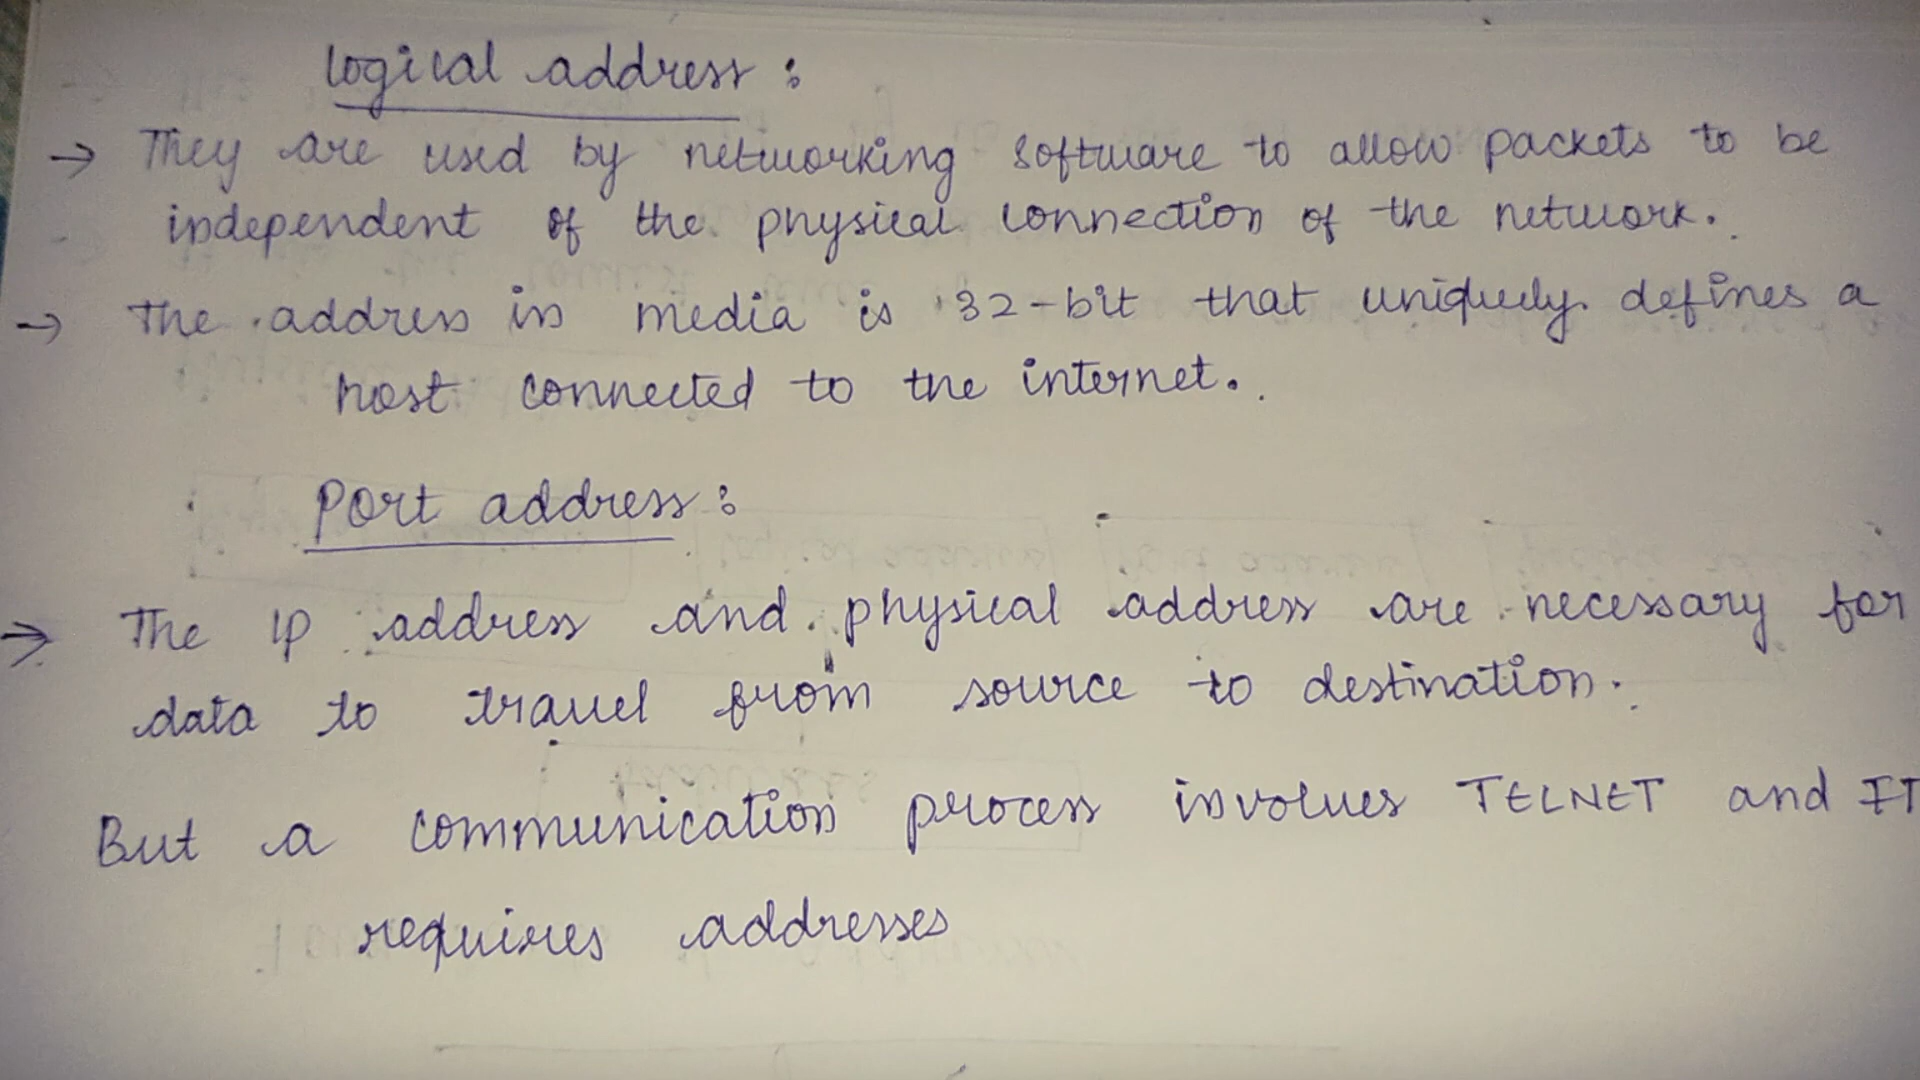 Logical address :
→ They are used by networking software to allow packets to be
independent of the physical connection of the network.
→ The address in media is 32-bit that uniquely defines a
host connected to the internet.
Port address :
→ The IP address and physical address are necessary for
data to travel from source to destination.
But a communication process involves TELNET and
requires addresses